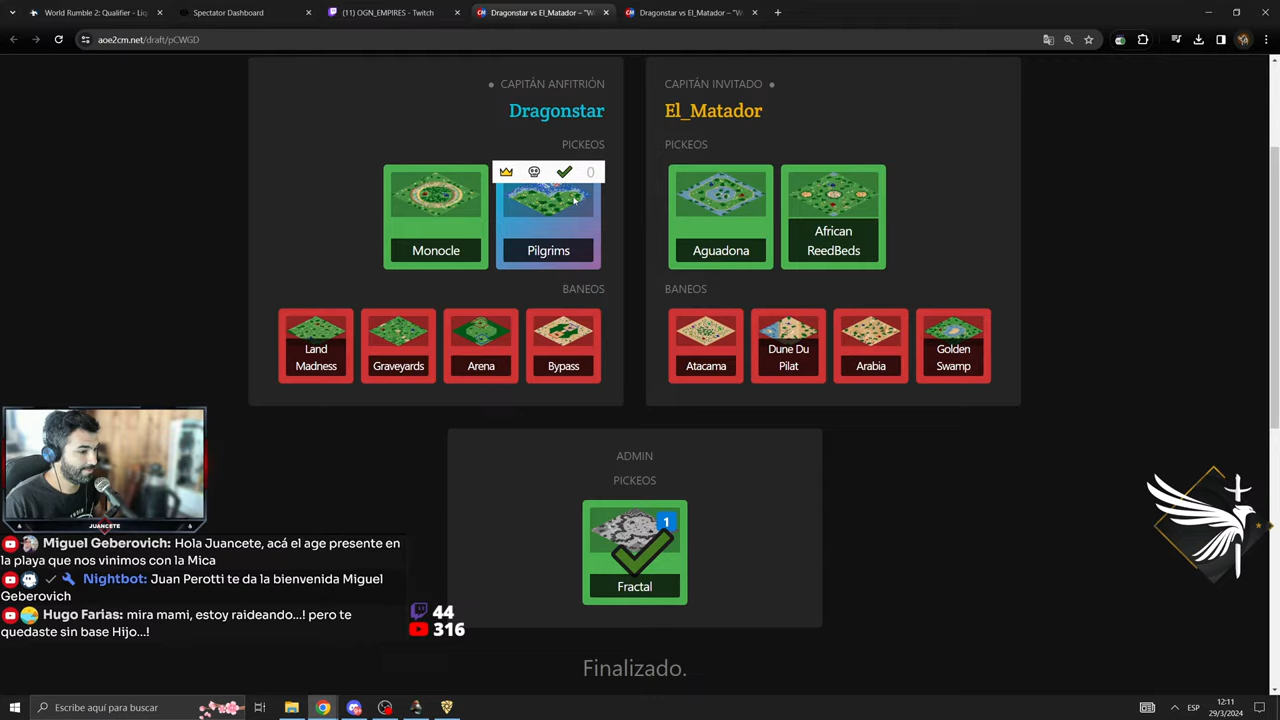 World Rumble 2: Qualifier - Liq
Spectator Dashboard
(11) OGN_EMPIRES - Twitch
Dragonstar vs El_Matador – "W
Dragonstar vs El_Matador – "W
aoe2cm.net/draft/pCWGD
CAPITÁN ANFITRIÓN
Dragonstar
PICKEOS
0
Monocle
Pilgrims
BANEOS
Land
Madness
Graveyards
Arena
Bypass
CAPITÁN INVITADO
El_Matador
PICKEOS
Aguadona
African
ReedBeds
BANEOS
Atacama
Dune Du
Pilat
Arabia
Golden
Swamp
ADMIN
PICKEOS
1
Fractal
Finalizado.
JUANCETE
Miguel Geberovich: Hola Juancete, acá el age presente en
la playa que nos vinimos con la Mica
Nightbot: Juan Perotti te da la bienvenida Miguel
Geberovich
Hugo Farias: mira mami, estoy raideando...! pero te
quedaste sin base Hijo...!
44
316
Escribe aquí para buscar
ESP
12:11
29/3/2024